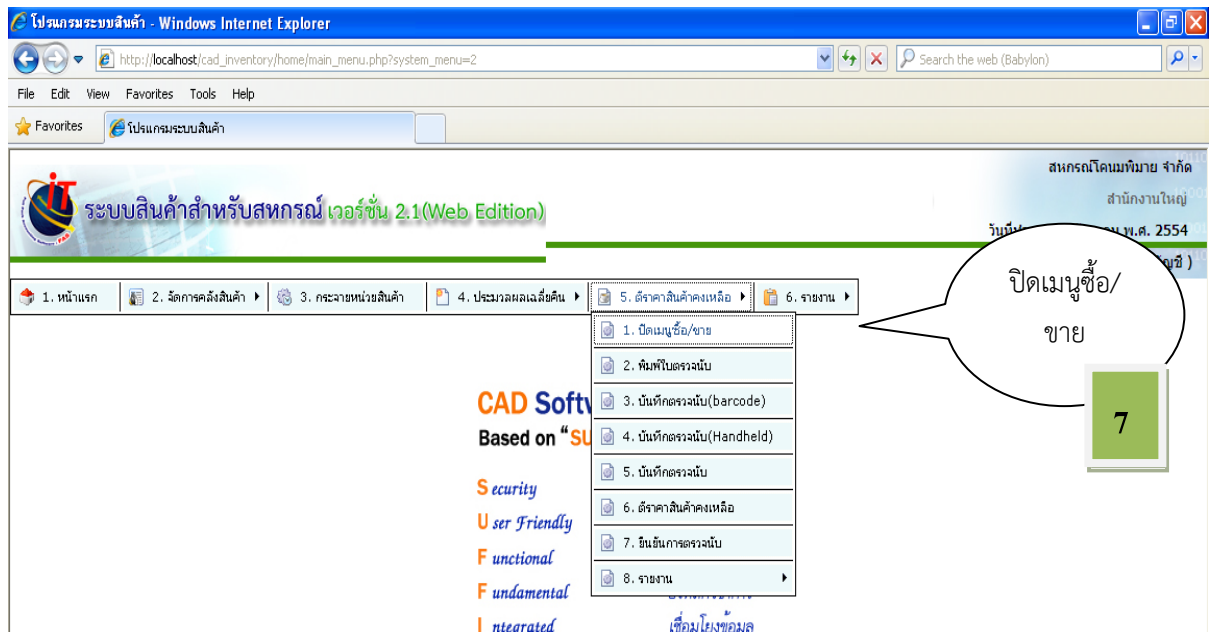 โปรแกรมระบบสินค้า - Windows Internet Explorer
http://localhost/cad_inventory/home/main_menu.php?system_menu=2
Search the web (Babylon)
File Edit View Favorites Tools Help
Favorites โปรแกรมระบบสินค้า
สหกรณ์โคนมพิมาย จำกัด
สำนักงานใหญ่
iT ระบบสินค้าสำหรับสหกรณ์ เวอร์ชั่น 2.1(Web Edition)
พ.ศ. 2554
ปิดเมนูซื้อ/
ขาย
1. หน้าแรก 2. จัดการคลังสินค้า 3. กระจายหน่วยสินค้า 4. ประมวลผลเฉลี่ยคืน 5. ตีราคาสินค้าคงเหลือ 6. รายงาน
1. ปิดเมนูซื้อ/ขาย
2. พิมพ์ใบตรวจนับ
3. บันทึกตรวจนับ(barcode)
4. บันทึกตรวจนับ(Handheld)
5. บันทึกตรวจนับ
6. ตีราคาสินค้าคงเหลือ
7. ยืนยันการตรวจนับ
8. รายงาน
7
CAD
Based on "SU
Security
User Friendly
Functional
Fundamental
Integrated เชื่อมโยงข้อมูล